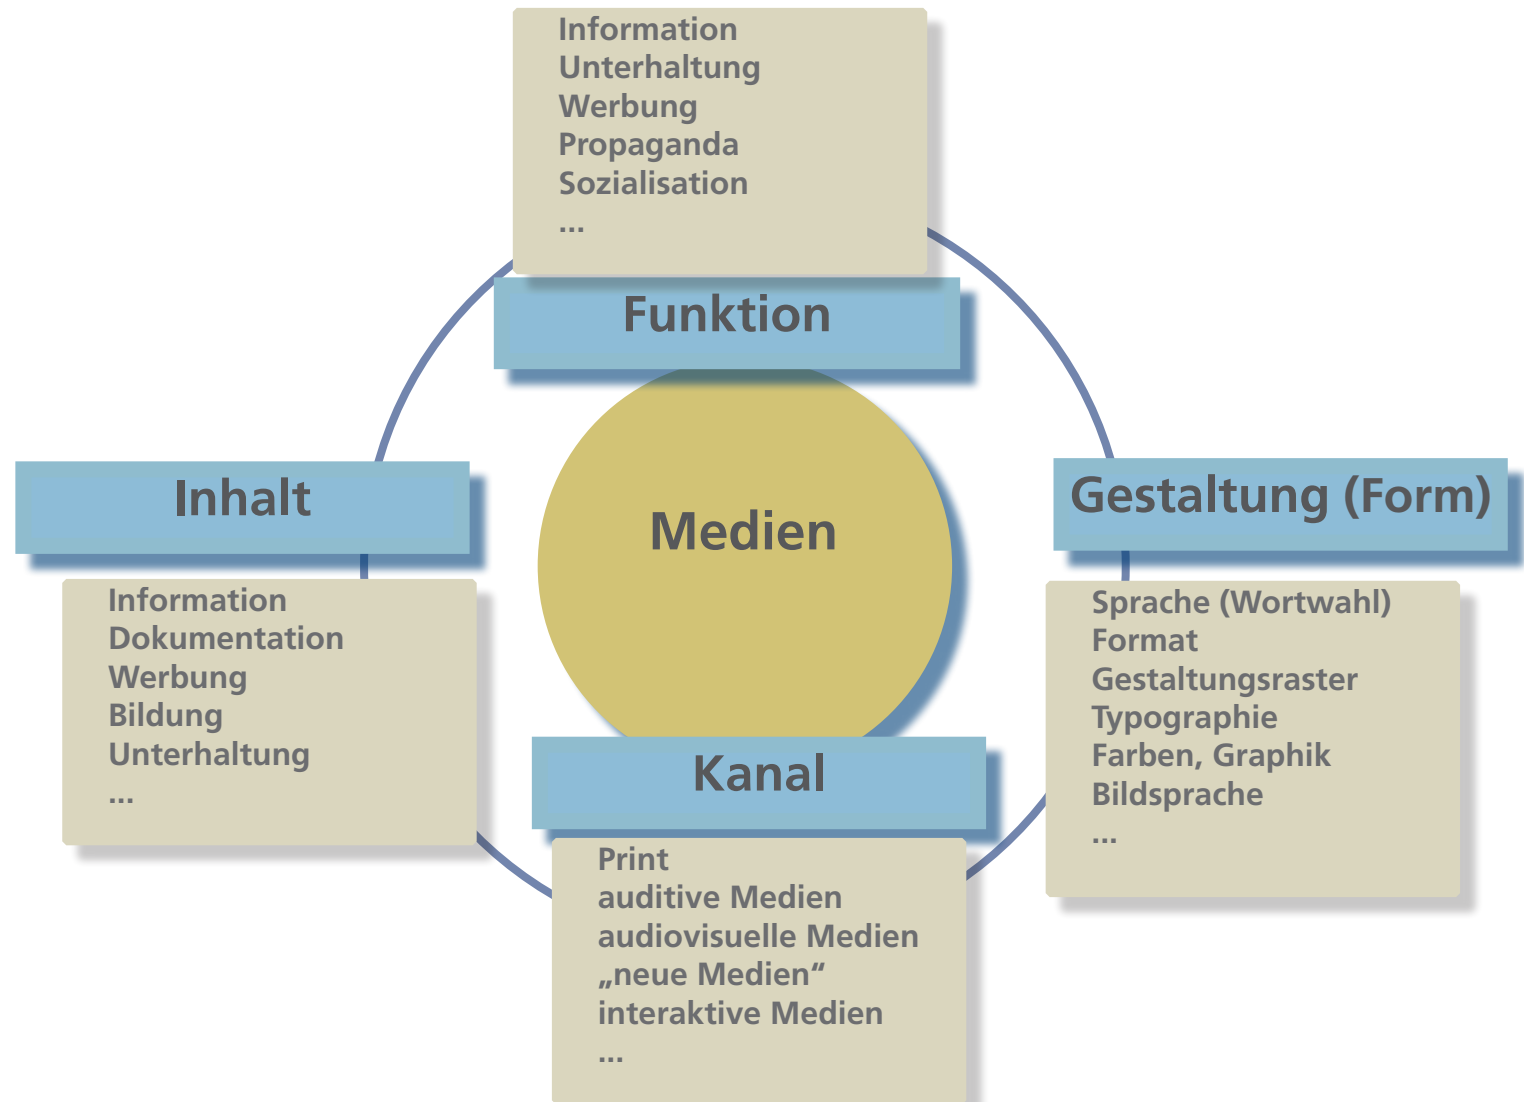 Information
Unterhaltung
Werbung
Propaganda
Sozialisation
...
Funktion
Inhalt
Information
Dokumentation
Werbung
Bildung
Unterhaltung
...
Medien
Gestaltung (Form)
Sprache (Wortwahl)
Format
Gestaltungsraster
Typographie
Farben, Graphik
Bildsprache
...
Kanal
Print
auditive Medien
audiovisuelle Medien
„neue Medien“
interaktive Medien
...